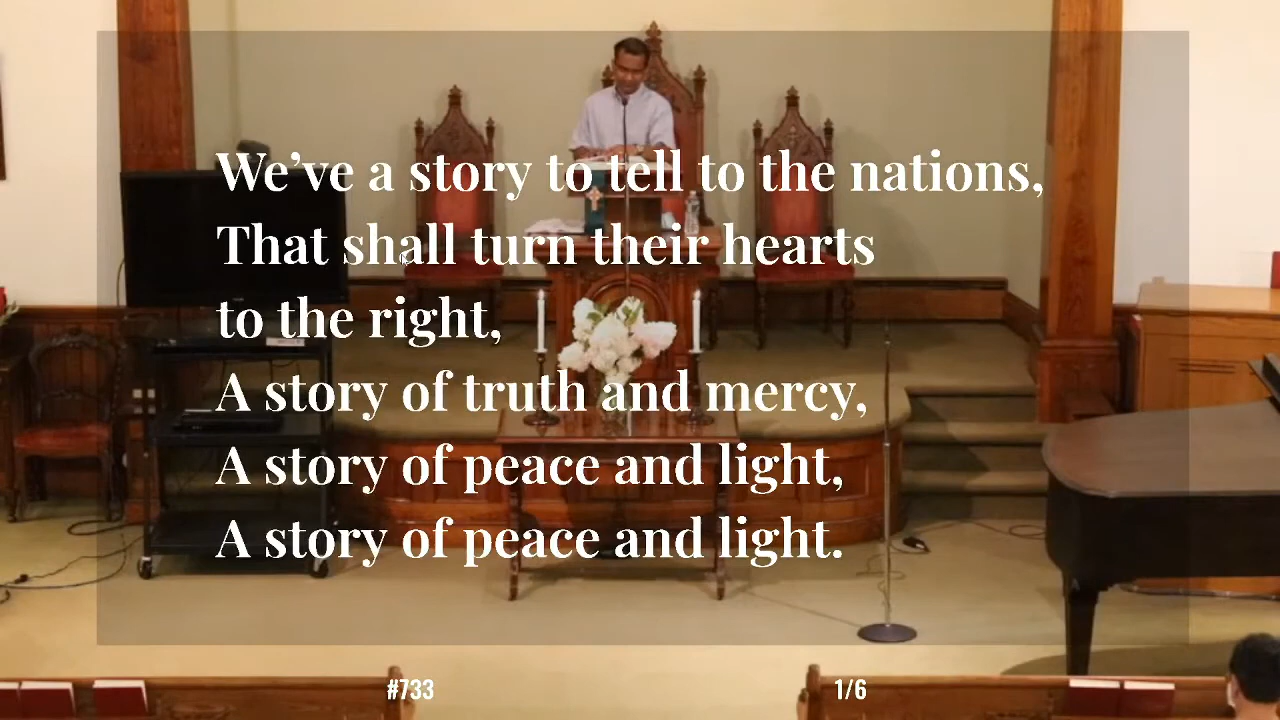 We’ve a story to tell to the nations,
That shall turn their hearts
to the right,
A story of truth and mercy,
A story of peace and light,
A story of peace and light.
#733
1/6